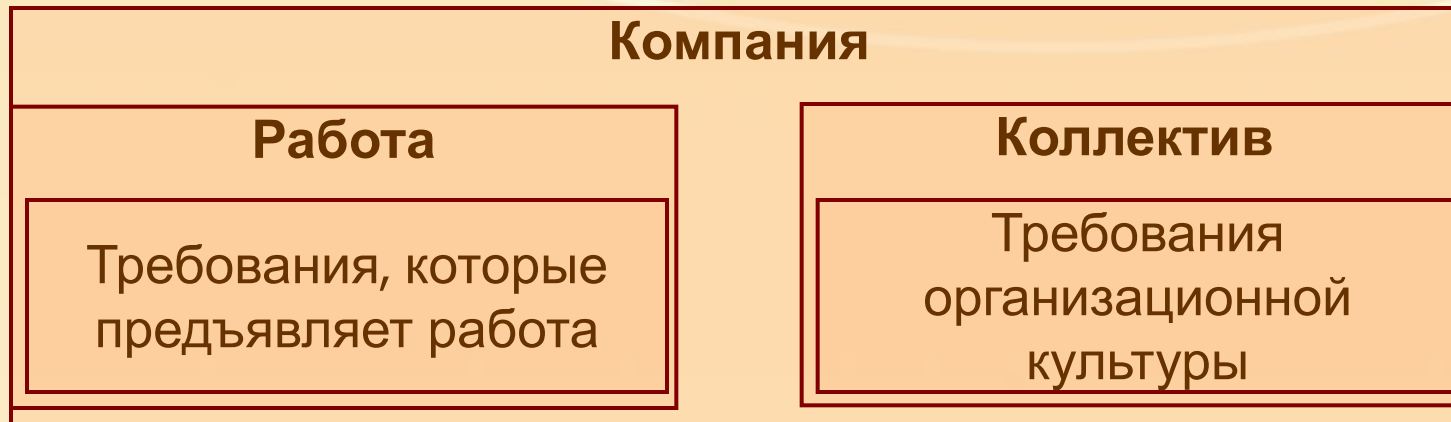 Компания
Работа
Требования, которые
предъявляет работа
Коллектив
Требования
организационной
культуры